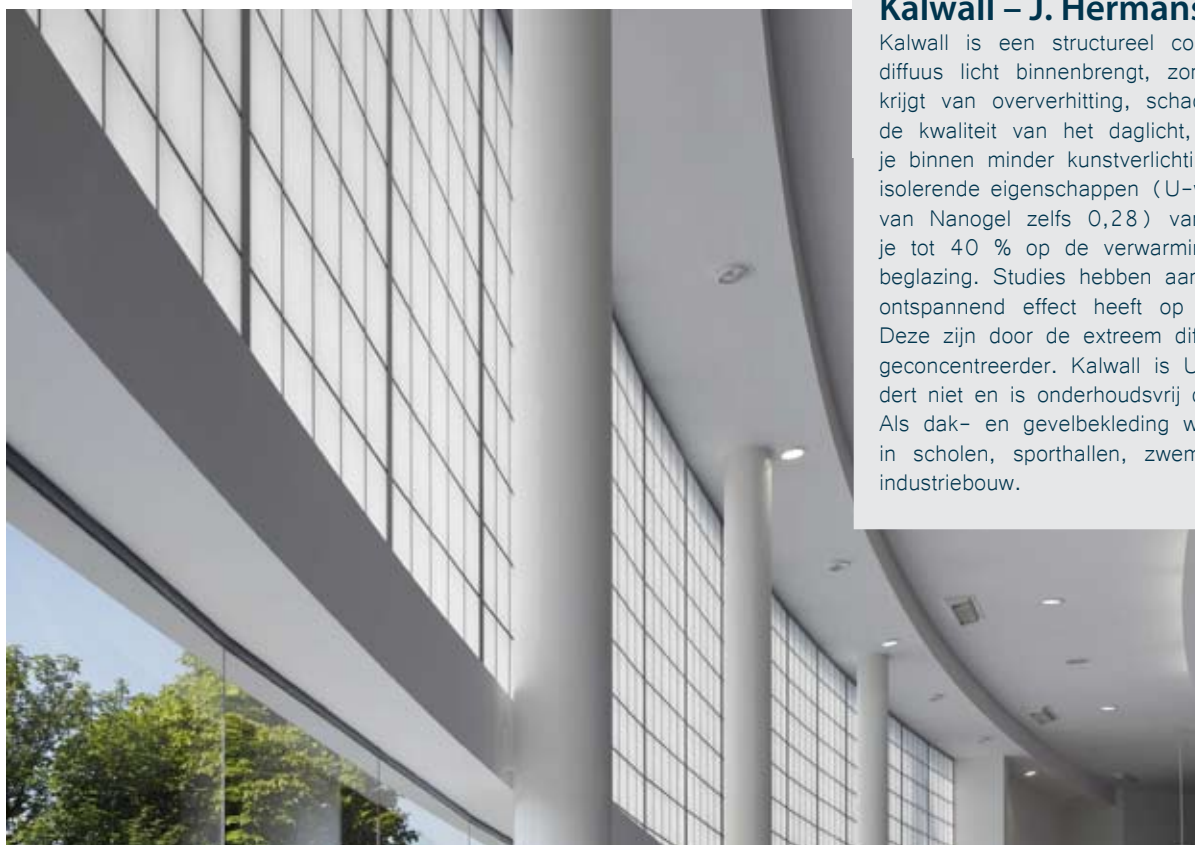 Kalwall – J. Hermans
Kalwall is een structureel co
diffuus licht binnenbrengt, zor
krijgt van oververhitting, schad
de kwaliteit van het daglicht,
je binnen minder kunstverlichti
isolerende eigenschappen (U-
van Nanogel zelfs 0,28) van
je tot 40 % op de verwarmin
beglazing. Studies hebben aan
ontspannend effect heeft op
Deze zijn door de extreem dif
geconcentreerder. Kalwall is U
dert niet en is onderhoudsvrij
Als dak- en gevelbekleding w
in scholen, sporthallen, zwem
industriebouw.